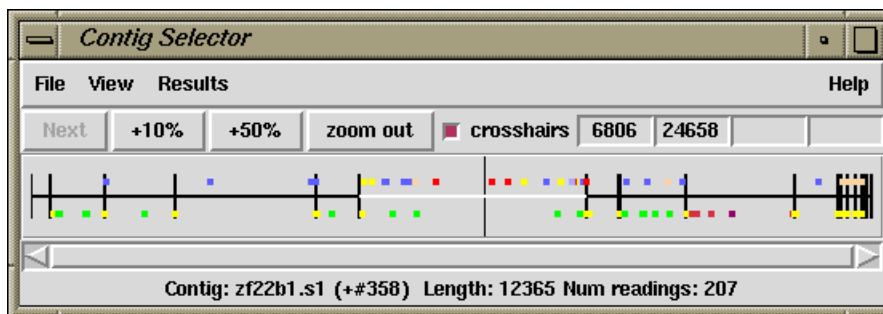 Contig Selector
File View Results Help
Next +10% +50% zoom out crosshairs 6806 24658
Contig: zf22b1.s1 (+#358) Length: 12365 Num readings: 207